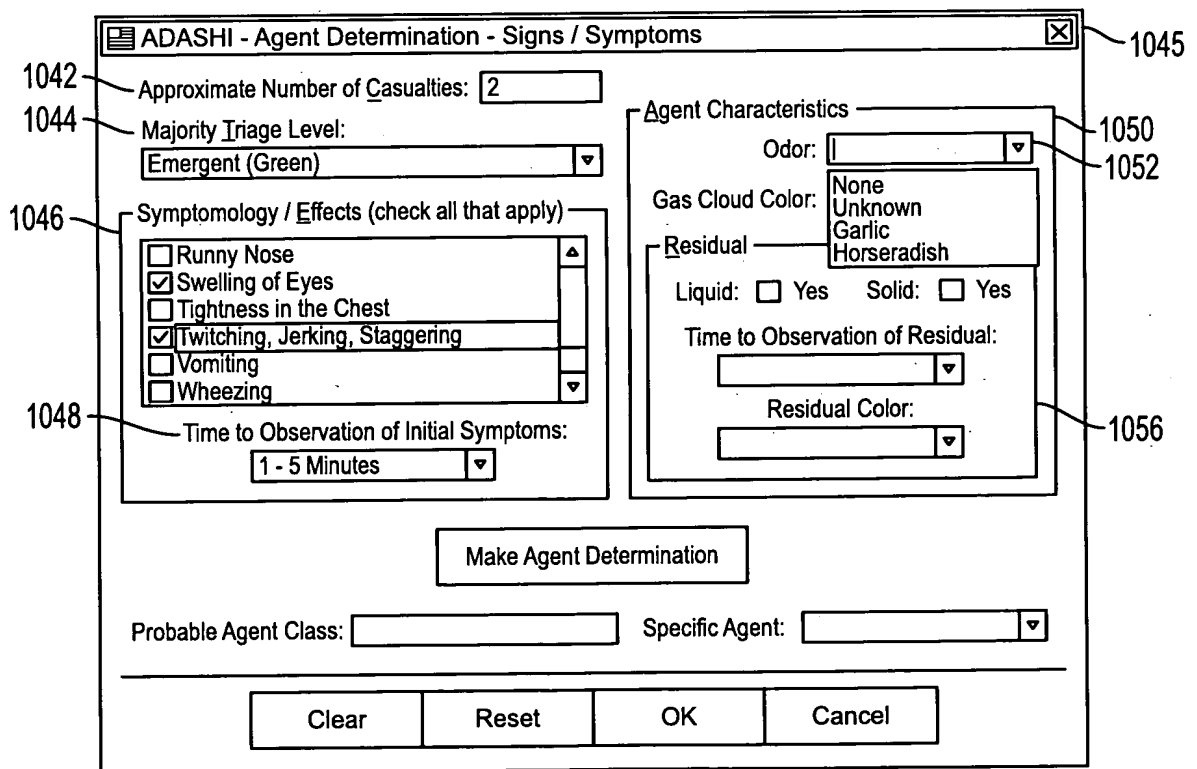 ADASHI - Agent Determination - Signs / Symptoms
1045
1042
Approximate Number of Casualties: 2
1044
Majority Triage Level:
Emergent (Green)
1046
Symptomology / Effects (check all that apply)
Runny Nose
Swelling of Eyes
Tightness in the Chest
Twitching, Jerking, Staggering
Vomiting
Wheezing
1048
Time to Observation of Initial Symptoms:
1 - 5 Minutes
Agent Characteristics
1050
Odor:
1052
Gas Cloud Color:
None
Unknown
Garlic
Horseradish
Residual
Liquid: Yes Solid: Yes
Time to Observation of Residual:
Residual Color:
1056
Make Agent Determination
Probable Agent Class: Specific Agent:
Clear Reset OK Cancel